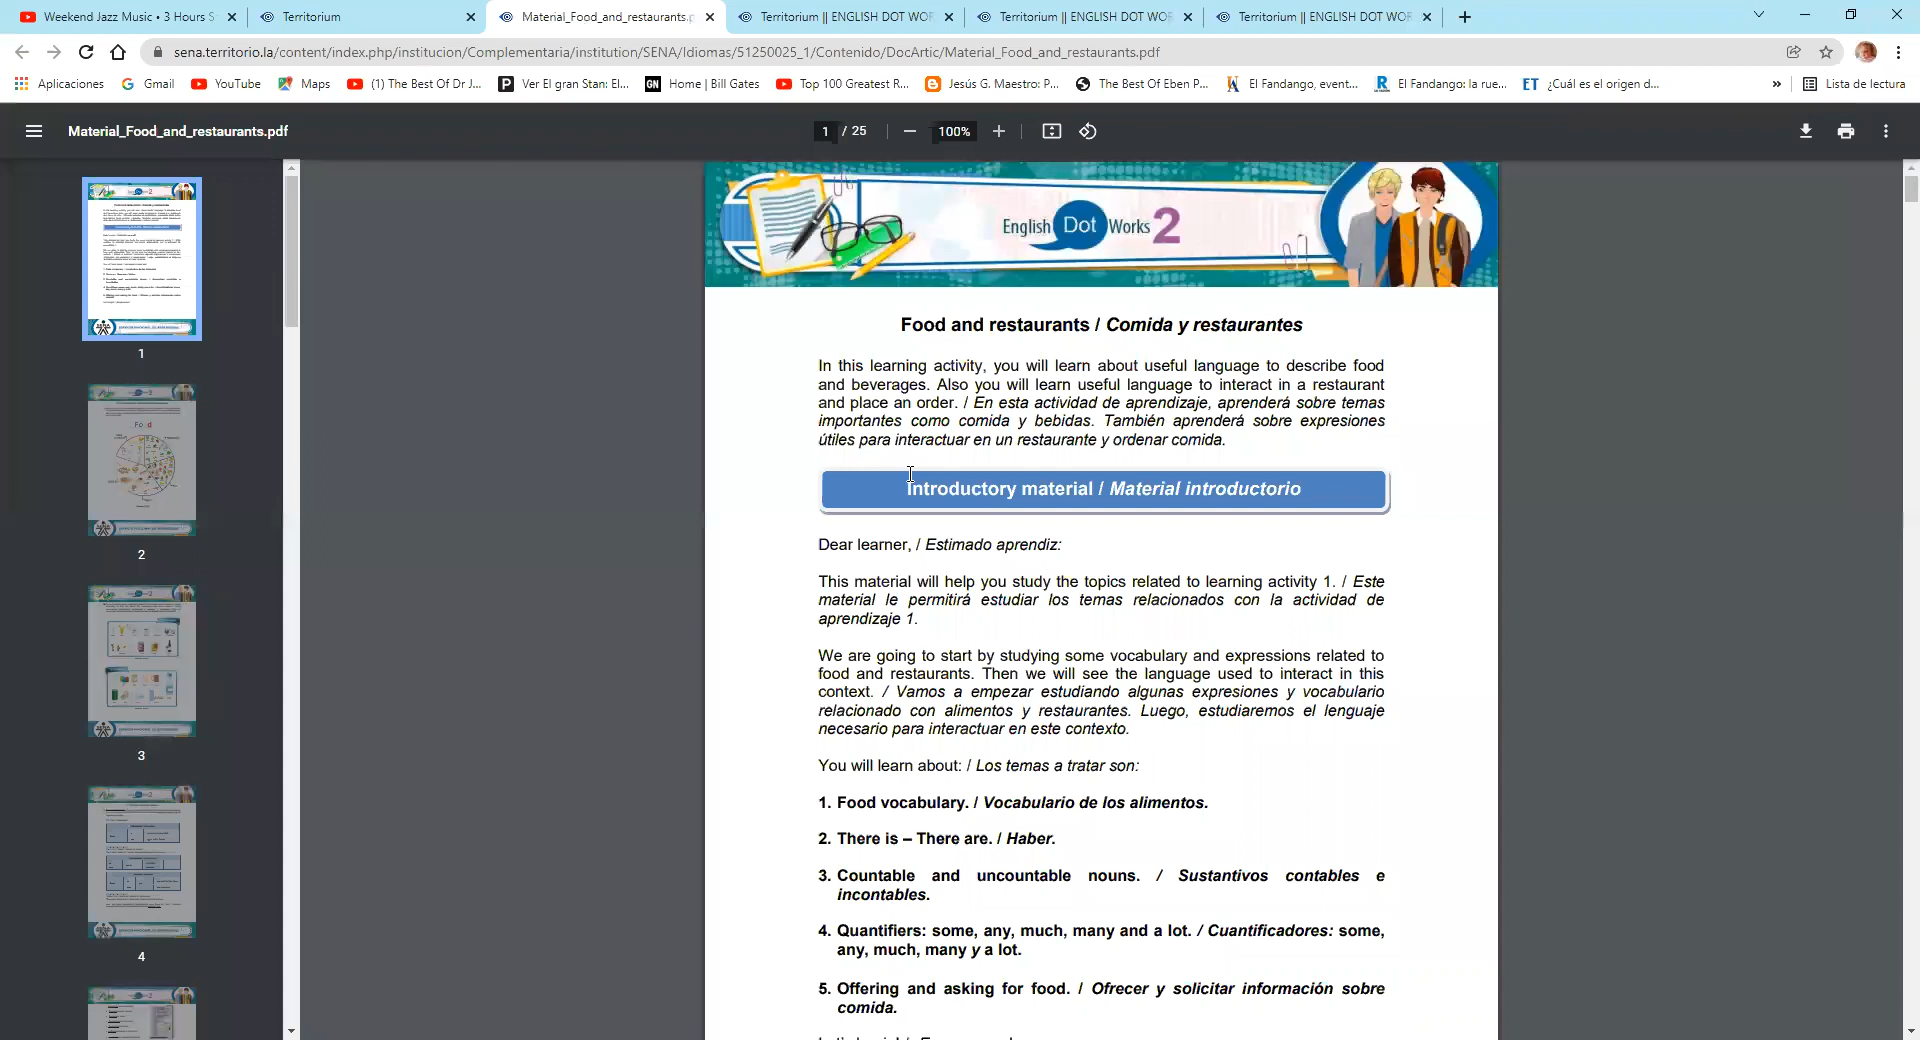 Weekend Jazz Music • 3 Hours S
Territorium
Material_Food_and_restaurants.p
Territorium || ENGLISH DOT WOR
Territorium || ENGLISH DOT WOR
Territorium || ENGLISH DOT WOR
sena.territorio.la/content/index.php/institucion/Complementaria/institution/SENA/Idiomas/51250025_1/Contenido/DocArtic/Material_Food_and_restaurants.pdf
Aplicaciones
Gmail
YouTube
Maps
(1) The Best Of Dr J...
Ver El gran Stan: El...
GN Home | Bill Gates
Top 100 Greatest R...
Jesús G. Maestro: P...
The Best Of Eben P...
El Fandango, event...
El Fandango: la rue...
ET ¿Cuál es el origen d...
»
Lista de lectura
Material_Food_and_restaurants.pdf
1 / 25
100%
1
Food
2
3
4
English Dot Works 2
Food and restaurants / Comida y restaurantes
In this learning activity, you will learn about useful language to describe food
and beverages. Also you will learn useful language to interact in a restaurant
and place an order. / En esta actividad de aprendizaje, aprenderá sobre temas
importantes como comida y bebidas. También aprenderá sobre expresiones
útiles para interactuar en un restaurante y ordenar comida.
Introductory material / Material introductorio
Dear learner, / Estimado aprendiz:
This material will help you study the topics related to learning activity 1. / Este
material le permitirá estudiar los temas relacionados con la actividad de
aprendizaje 1.
We are going to start by studying some vocabulary and expressions related to
food and restaurants. Then we will see the language used to interact in this
context. / Vamos a empezar estudiando algunas expresiones y vocabulario
relacionado con alimentos y restaurantes. Luego, estudiaremos el lenguaje
necesario para interactuar en este contexto.
You will learn about: / Los temas a tratar son:
1. Food vocabulary. / Vocabulario de los alimentos.
2. There is – There are. / Haber.
3. Countable and uncountable nouns. / Sustantivos contables e
incontables.
4. Quantifiers: some, any, much, many and a lot. / Cuantificadores: some,
any, much, many y a lot.
5. Offering and asking for food. / Ofrecer y solicitar información sobre
comida.